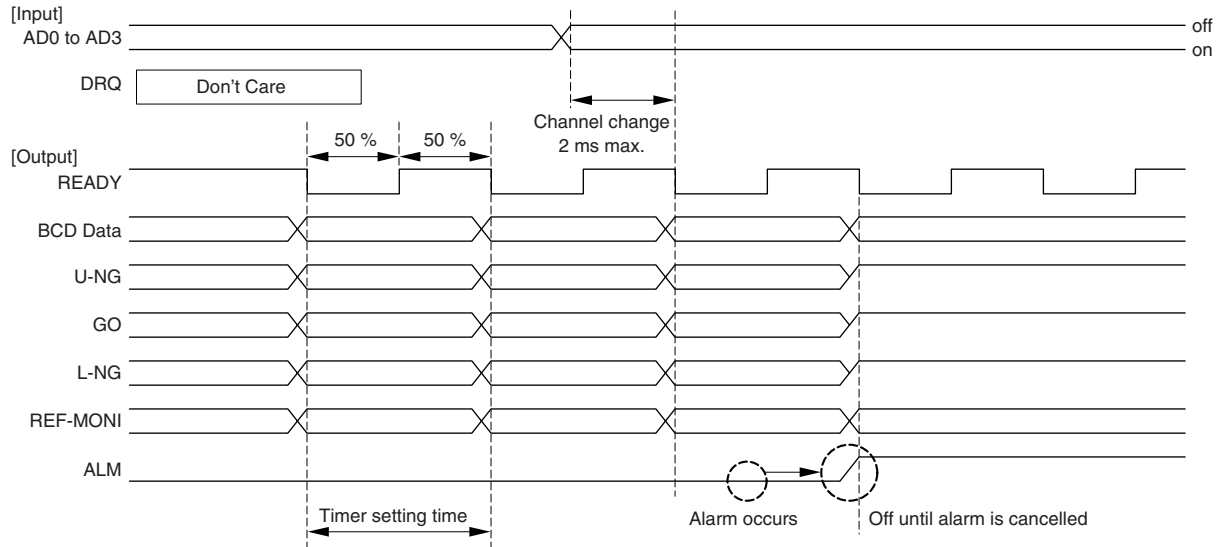 [Input]
AD0 to AD3
off
on
DRQ
Don't Care
Channel change
2 ms max.
50 %
50 %
[Output]
READY
BCD Data
U-NG
GO
L-NG
REF-MONI
ALM
Timer setting time
Alarm occurs
Off until alarm is cancelled